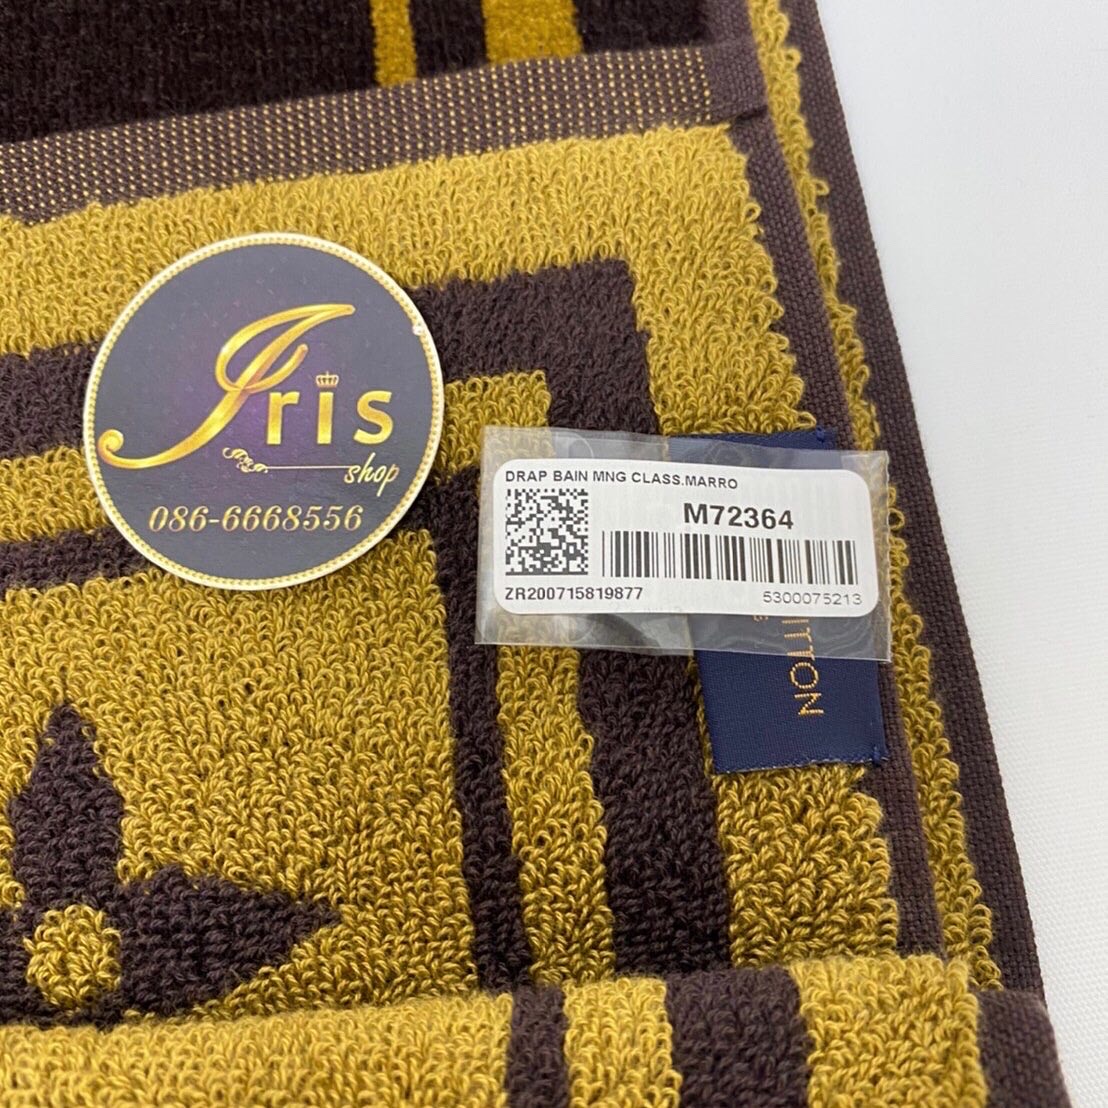 Iris
shop
086-6668556
DRAP BAIN MNG CLASS.MARRO
M72364
ZR200715819877
5300075213
ITTON